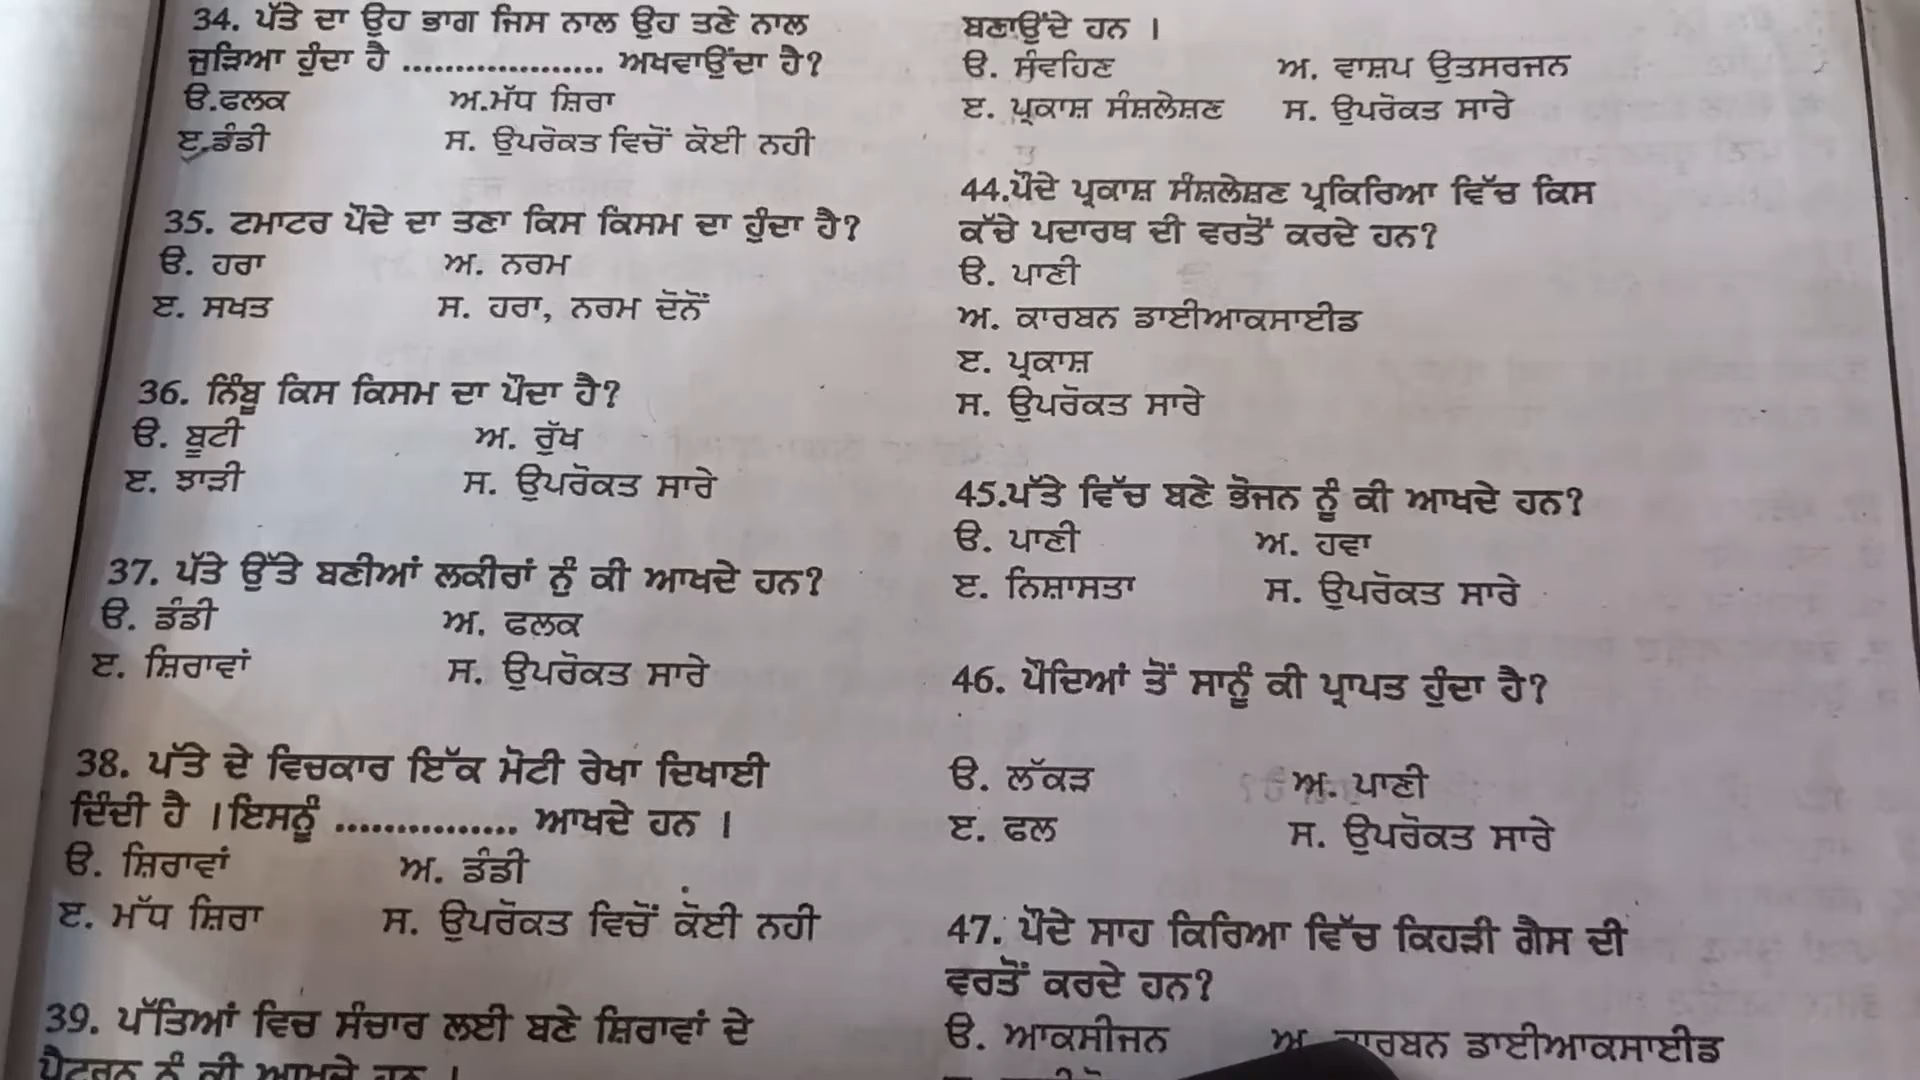 34. ਪੱਤੇ ਦਾ ਉਹ ਭਾਗ ਜਿਸ ਨਾਲ ਉਹ ਤਣੇ ਨਾਲ
ਜੁੜਿਆ ਹੁੰਦਾ ਹੈ ................... ਅਖਵਾਉਂਦਾ ਹੈ?
ੳ.ਫਲਕ ਅ.ਮੱਧ ਸ਼ਿਰਾ
ੲ.ਡੰਡੀ ਸ. ਉਪਰੋਕਤ ਵਿਚੋਂ ਕੋਈ ਨਹੀ
35. ਟਮਾਟਰ ਪੌਦੇ ਦਾ ਤਣਾ ਕਿਸ ਕਿਸਮ ਦਾ ਹੁੰਦਾ ਹੈ?
ੳ. ਹਰਾ ਅ. ਨਰਮ
ੲ. ਸਖਤ ਸ. ਹਰਾ, ਨਰਮ ਦੋਨੋਂ
36. ਨਿੰਬੂ ਕਿਸ ਕਿਸਮ ਦਾ ਪੌਦਾ ਹੈ?
ੳ. ਬੂਟੀ ਅ. ਰੁੱਖ
ੲ. ਝਾੜੀ ਸ. ਉਪਰੋਕਤ ਸਾਰੇ
37. ਪੱਤੇ ਉੱਤੇ ਬਣੀਆਂ ਲਕੀਰਾਂ ਨੂੰ ਕੀ ਆਖਦੇ ਹਨ?
ੳ. ਡੰਡੀ ਅ. ਫਲਕ
ੲ. ਸ਼ਿਰਾਵਾਂ ਸ. ਉਪਰੋਕਤ ਸਾਰੇ
38. ਪੱਤੇ ਦੇ ਵਿਚਕਾਰ ਇੱਕ ਮੋਟੀ ਰੇਖਾ ਦਿਖਾਈ
ਦਿੰਦੀ ਹੈ ।ਇਸਨੂੰ ............... ਆਖਦੇ ਹਨ ।
ੳ. ਸ਼ਿਰਾਵਾਂ ਅ. ਡੰਡੀ
ੲ. ਮੱਧ ਸ਼ਿਰਾ ਸ. ਉਪਰੋਕਤ ਵਿਚੋਂ ਕੋਈ ਨਹੀ
39. ਪੱਤਿਆਂ ਵਿਚ ਸੰਚਾਰ ਲਈ ਬਣੇ ਸ਼ਿਰਾਵਾਂ ਦੇ
ਪੈਟਰਨ ਨੂੰ ਕੀ ਆਖਦੇ ਹਨ ।
ਬਣਾਉਂਦੇ ਹਨ ।
ੳ. ਸੁੰਵਹਿਣ ਅ. ਵਾਸ਼ਪ ਉਤਸਰਜਨ
ੲ. ਪ੍ਰਕਾਸ਼ ਸੰਸ਼ਲੇਸ਼ਣ ਸ. ਉਪਰੋਕਤ ਸਾਰੇ
44.ਪੌਦੇ ਪ੍ਰਕਾਸ਼ ਸੰਸ਼ਲੇਸ਼ਣ ਪ੍ਰਕਿਰਿਆ ਵਿੱਚ ਕਿਸ
ਕੱਚੇ ਪਦਾਰਥ ਦੀ ਵਰਤੋਂ ਕਰਦੇ ਹਨ?
ੳ. ਪਾਣੀ
ਅ. ਕਾਰਬਨ ਡਾਈਆਕਸਾਈਡ
ੲ. ਪ੍ਰਕਾਸ਼
ਸ. ਉਪਰੋਕਤ ਸਾਰੇ
45.ਪੱਤੇ ਵਿੱਚ ਬਣੇ ਭੋਜਨ ਨੂੰ ਕੀ ਆਖਦੇ ਹਨ?
ੳ. ਪਾਣੀ ਅ. ਹਵਾ
ੲ. ਨਿਸ਼ਾਸਤਾ ਸ. ਉਪਰੋਕਤ ਸਾਰੇ
46. ਪੌਦਿਆਂ ਤੋਂ ਸਾਨੂੰ ਕੀ ਪ੍ਰਾਪਤ ਹੁੰਦਾ ਹੈ?
ੳ. ਲੱਕੜ ਅ. ਪਾਣੀ
ੲ. ਫਲ ਸ. ਉਪਰੋਕਤ ਸਾਰੇ
47. ਪੌਦੇ ਸਾਹ ਕਿਰਿਆ ਵਿੱਚ ਕਿਹੜੀ ਗੈਸ ਦੀ
ਵਰਤੋਂ ਕਰਦੇ ਹਨ?
ੳ. ਆਕਸੀਜਨ ਅ. ਕਾਰਬਨ ਡਾਈਆਕਸਾਈਡ